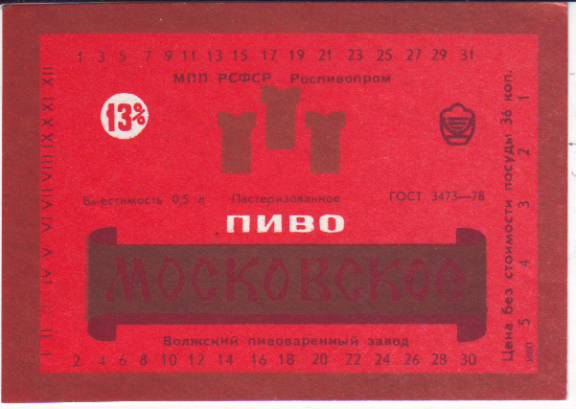 1 3 5 7 9 11 13 15 17 19 21 23 25 27 29 31
МПП РСФСР Роспивопром
13%
Вместимость 0,5 л Пастеризованное ГОСТ 3473—78
ПИВО
МОСКОВСКОЕ
Волжский пивоваренный завод
2 4 6 8 10 12 14 16 18 20 22 24 26 28 30
Цена без стоимости посуды 36 коп.
1 2 3 4 5